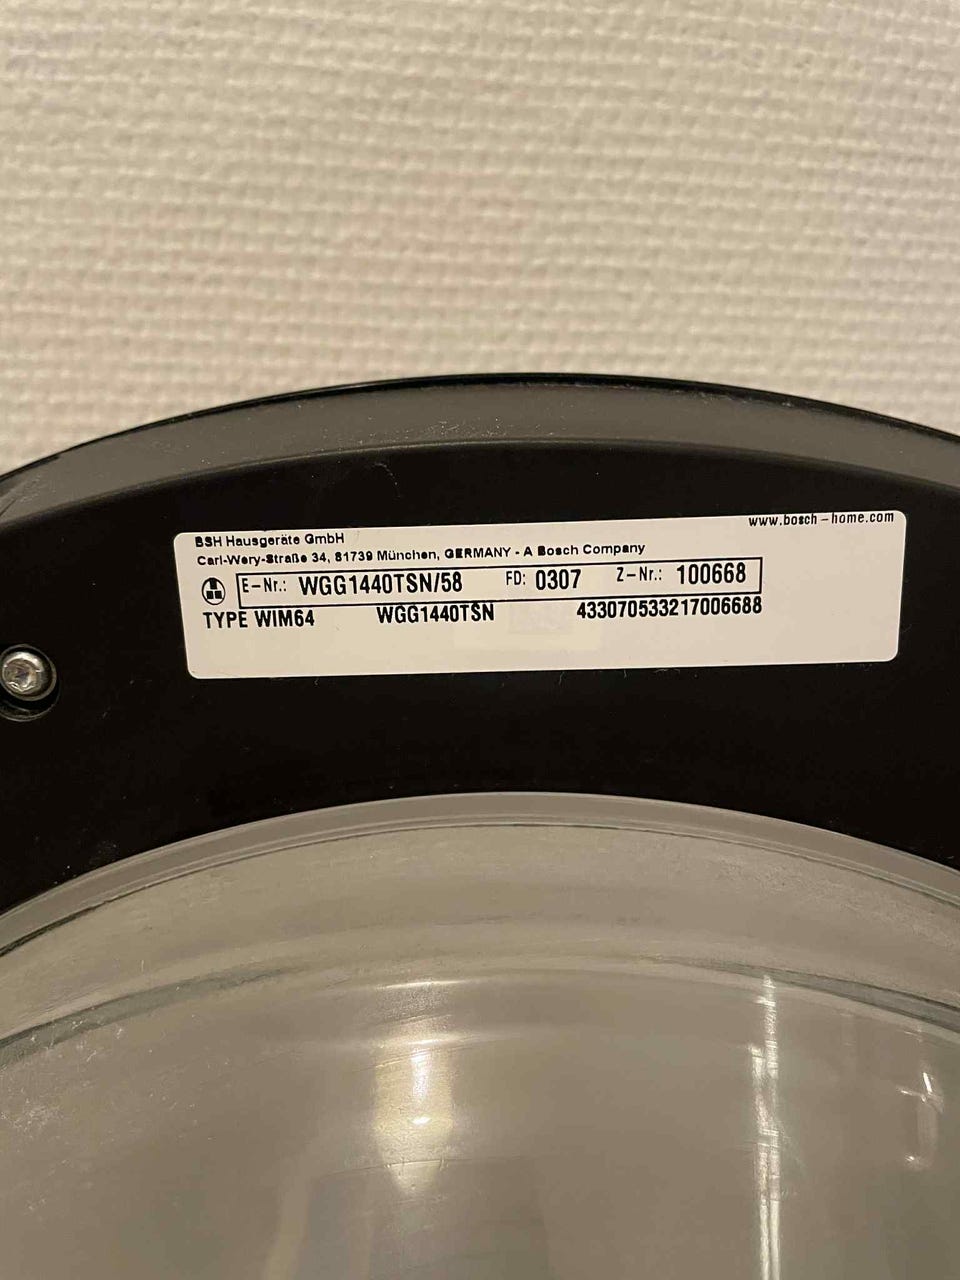 www.bosch-home.com
BSH Hausgeräte GmbH
Carl-Wery-Straße 34, 81739 München, GERMANY - A Bosch Company
E-Nr.: WGG1440TSN/58 FD: 0307 Z-Nr.: 100668
TYPE WIM64 WGG1440TSN 433070533217006688